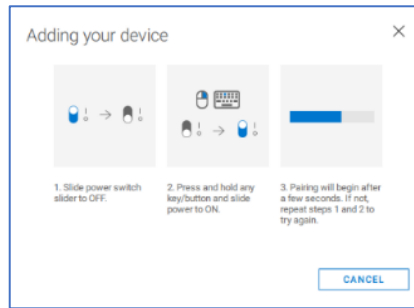 Adding your device
1. Slide power switch
slider to OFF.
2. Press and hold any
key/button and slide
power to ON.
3. Pairing will begin after
a few seconds. If not,
repeat steps 1 and 2 to
try again.
CANCEL